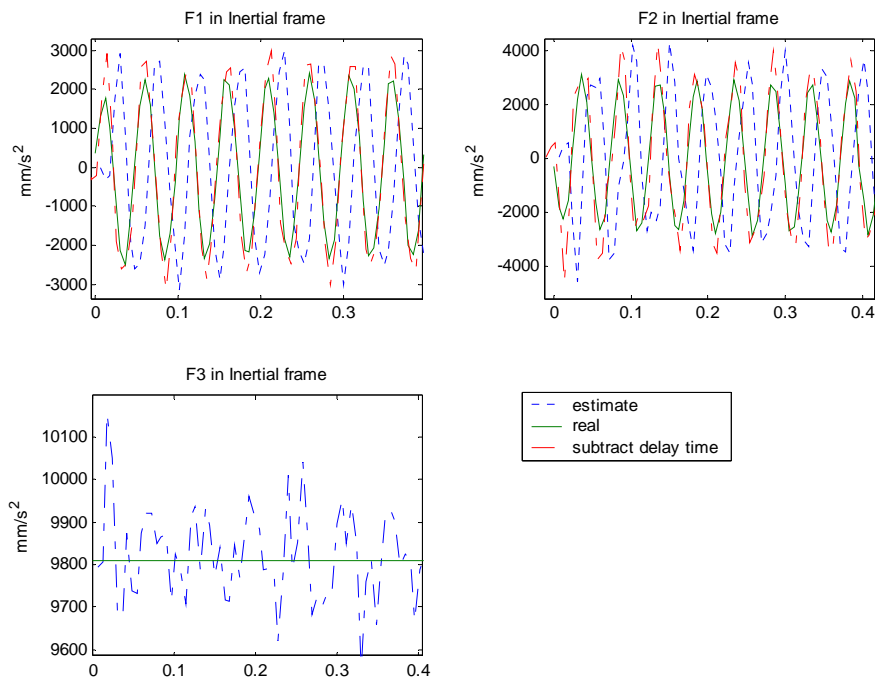 F1 in Inertial frame
3000
2000
1000
0
-1000
-2000
-3000
mm/s²
0 0.1 0.2 0.3
F2 in Inertial frame
4000
2000
0
-2000
-4000
mm/s²
0 0.1 0.2 0.3 0.4
F3 in Inertial frame
10100
10000
9900
9800
9700
9600
mm/s²
0 0.1 0.2 0.3 0.4
estimate
real
subtract delay time